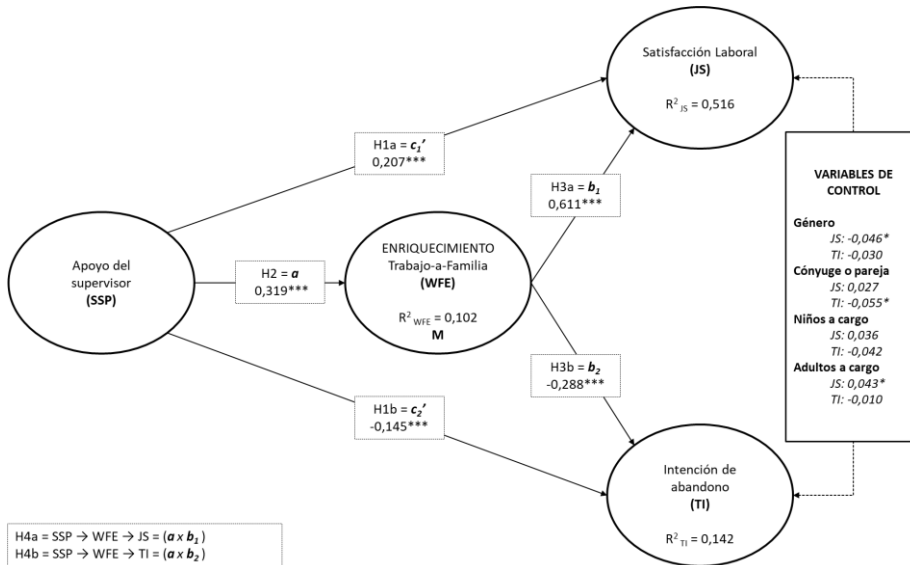 Satisfacción Laboral
(JS)
R² JS = 0,516
H1a = c₁’
0,207***
H3a = b₁
0,611***
Apoyo del
supervisor
(SSP)
H2 = a
0,319***
ENRIQUECIMIENTO
Trabajo-a-Familia
(WFE)
R² WFE = 0,102
M
H3b = b₂
-0,288***
H1b = c₂’
-0,145***
Intención de
abandono
(TI)
R² TI = 0,142
VARIABLES DE
CONTROL
Género
JS: -0,046*
TI: -0,030
Cónyuge o pareja
JS: 0,027
TI: -0,055*
Niños a cargo
JS: 0,036
TI: -0,042
Adultos a cargo
JS: 0,043*
TI: -0,010
H4a = SSP → WFE → JS = (a x b₁)
H4b = SSP → WFE → TI = (a x b₂)